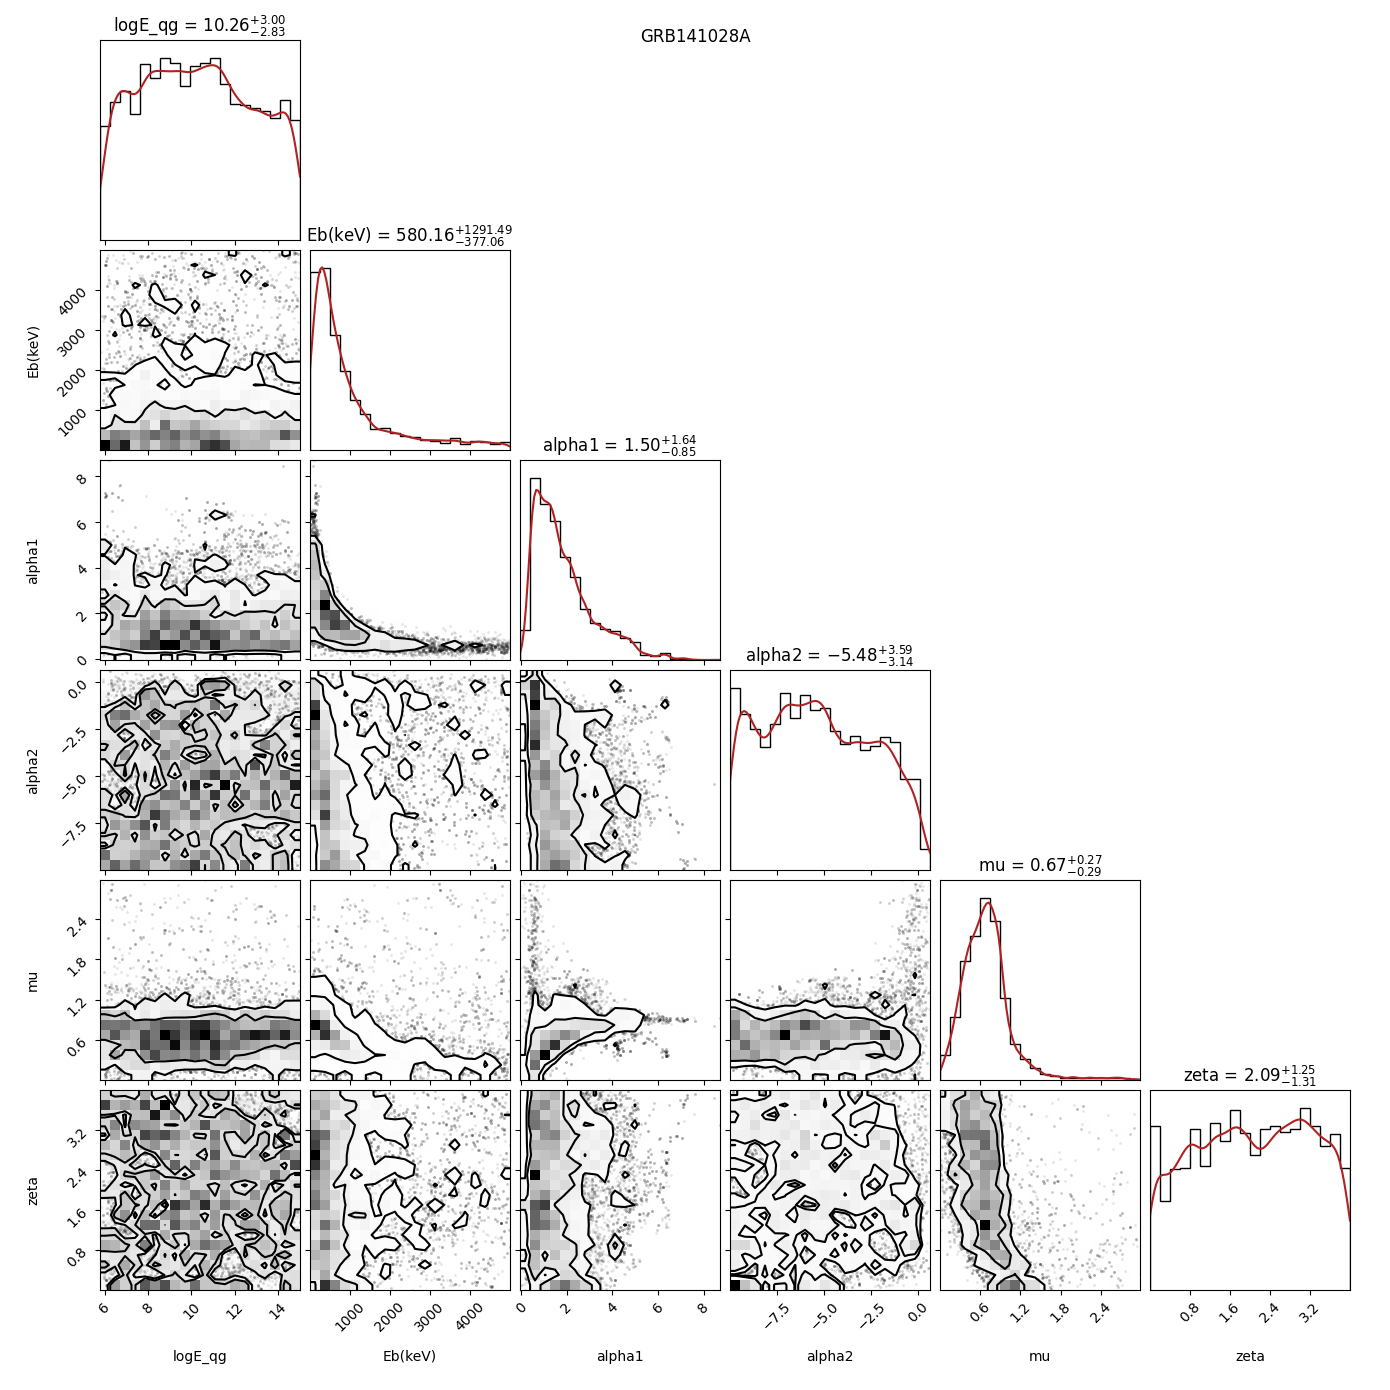 GRB141028A
logE_qg = 10.26+3.00−2.83
Eb(keV) = 580.16+1291.49−377.06
4000
3000
2000
1000
Eb(keV)
alpha1 = 1.50+1.64−0.85
8
6
4
2
0
alpha1
alpha2 = −5.48+3.59−3.14
0.0
−2.5
−5.0
−7.5
alpha2
mu = 0.67+0.27−0.29
2.4
1.8
1.2
0.6
mu
zeta = 2.09+1.25−1.31
3.2
2.4
1.6
0.8
zeta
6 8 10 12 14
1000 2000 3000 4000
0 2 4 6 8
−7.5 −5.0 −2.5 0.0
0.6 1.2 1.8 2.4
0.8 1.6 2.4 3.2
logE_qg Eb(keV) alpha1 alpha2 mu zeta